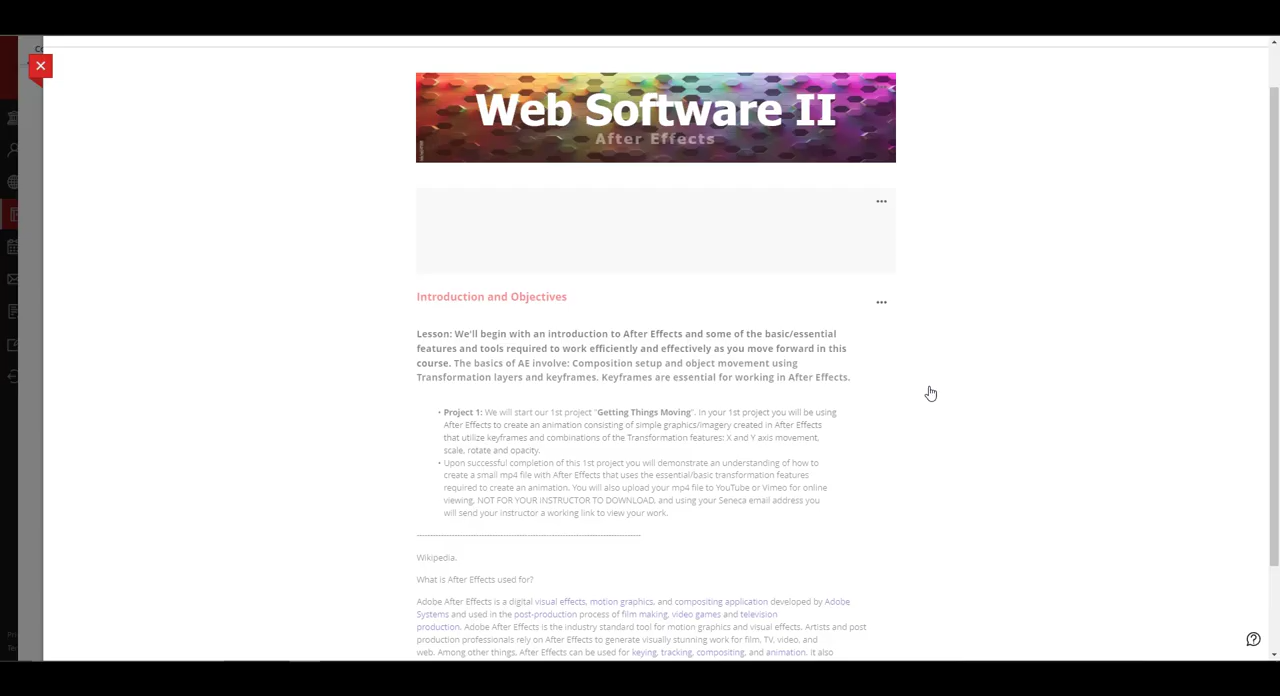 Web Software II
After Effects
Introduction and Objectives
Lesson: We'll begin with an introduction to After Effects and some of the basic/essential
features and tools required to work efficiently and effectively as you move forward in this
course. The basics of AE involve: Composition setup and object movement using
Transformation layers and keyframes. Keyframes are essential for working in After Effects.
• Project 1: We will start our 1st project "Getting Things Moving". In your 1st project you will be using
After Effects to create an animation consisting of simple graphics/imagery created in After Effects
that utilize keyframes and combinations of the Transformation features: X and Y axis movement,
scale, rotate and opacity.
• Upon successful completion of this 1st project you will demonstrate an understanding of how to
create a small mp4 file with After Effects that uses the essential/basic transformation features
required to create an animation. You will also upload your mp4 file to YouTube or Vimeo for online
viewing, NOT FOR YOUR INSTRUCTOR TO DOWNLOAD, and using your Seneca email address you
will send your instructor a working link to view your work.
Wikipedia.
What is After Effects used for?
Adobe After Effects is a digital visual effects, motion graphics, and compositing application developed by Adobe
Systems and used in the post-production process of film making, video games and television
production. Adobe After Effects is the industry standard tool for motion graphics and visual effects. Artists and post
production professionals rely on After Effects to generate visually stunning work for film, TV, video, and
web. Among other things, After Effects can be used for keying, tracking, compositing, and animation. It also